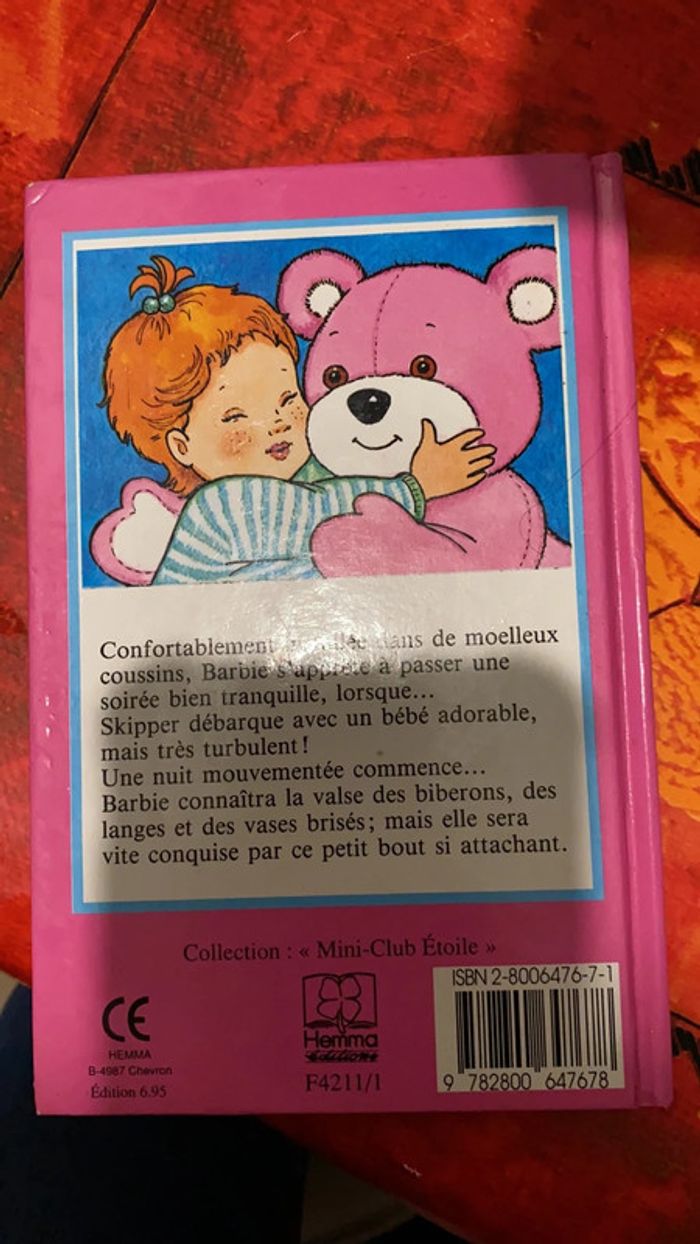 Confortablement dans de moelleux
coussins, Barbie s'apprête à passer une
soirée bien tranquille, lorsque...
Skipper débarque avec un bébé adorable,
mais très turbulent !
Une nuit mouvementée commence...
Barbie connaîtra la valse des biberons, des
langes et des vases brisés ; mais elle sera
vite conquise par ce petit bout si attachant.
Collection : « Mini-Club Étoile »
CE
HEMMA
B-4987 Chevron
Édition 6.95
Hemma
éditions
F4211/1
ISBN 2-8006476-7-1
9 782800 647678